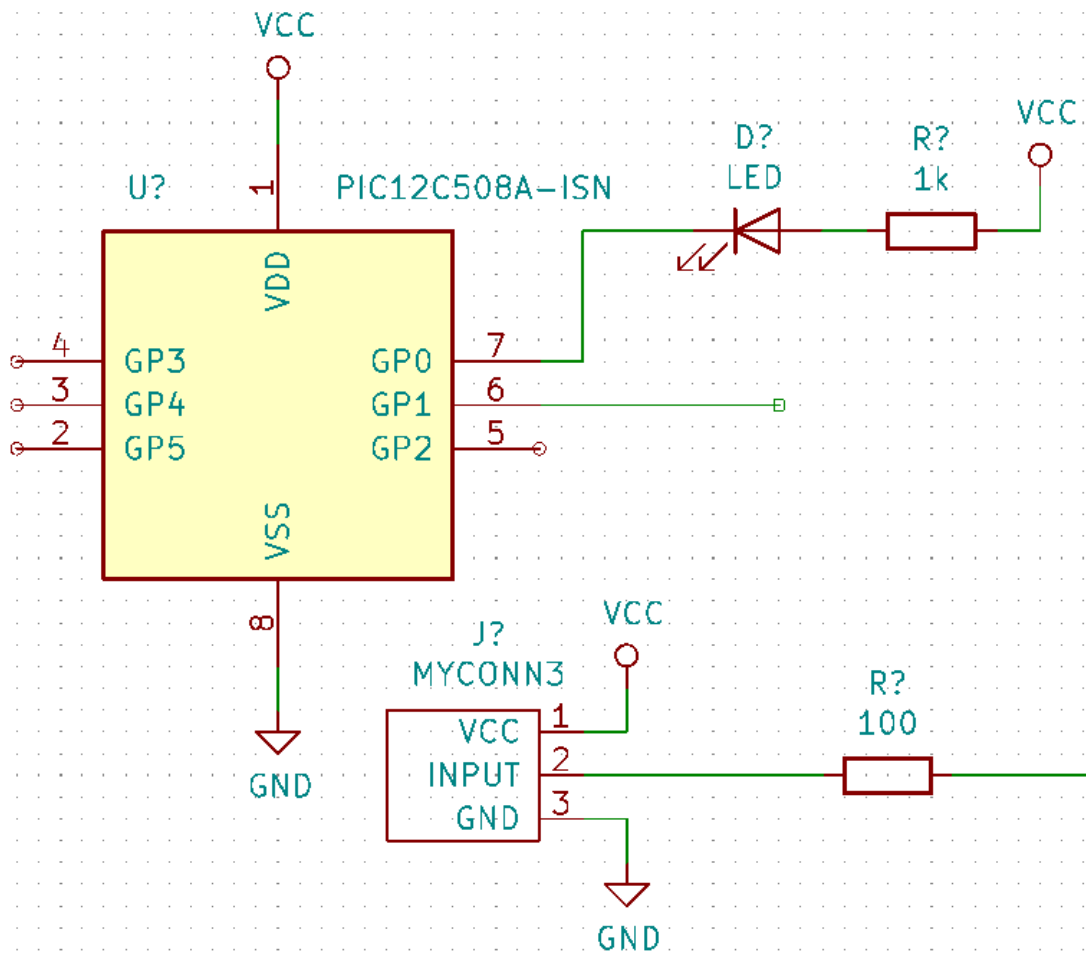 VCC
VCC
D?
R?
LED
1k
U?
1
PIC12C508A-ISN
VDD
4
GP3
GP0
7
3
GP4
GP1
6
2
GP5
GP2
5
VSS
8
VCC
J?
MYCONN3
R?
100
VCC
1
INPUT
2
GND
3
GND
GND